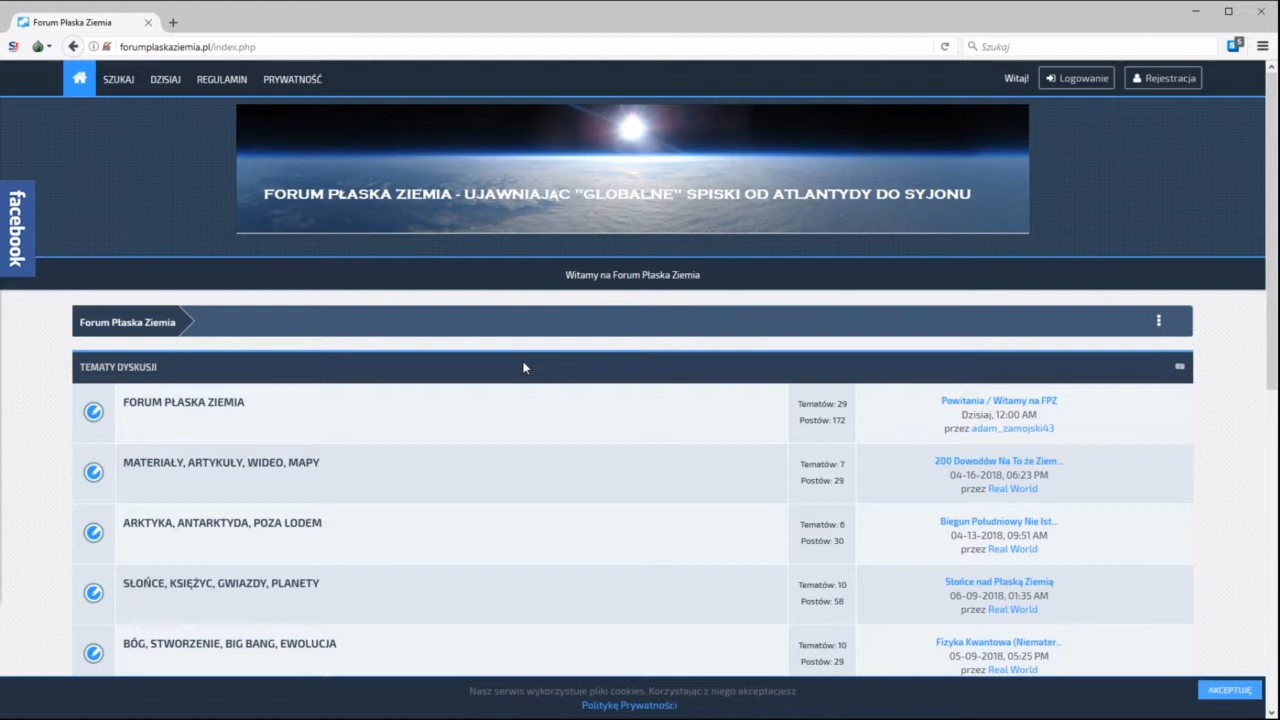 Forum Płaska Ziemia
forumplaskaziemia.pl/index.php
Szukaj
5
SZUKAJ DZISIAJ REGULAMIN PRYWATNOŚĆ
Witaj! Logowanie Rejestracja
FORUM PŁASKA ZIEMIA - UJAWNIAJĄC "GLOBALNE" SPISKI OD ATLANTYDY DO SYJONU
facebook
Witamy na Forum Płaska Ziemia
Forum Płaska Ziemia
TEMATY DYSKUSJI
FORUM PŁASKA ZIEMIA
Tematów: 29
Postów: 172
Powitania / Witamy na FPZ
Dzisiaj, 12:00 AM
przez adam_zamojski43
MATERIAŁY, ARTYKUŁY, WIDEO, MAPY
Tematów: 7
Postów: 29
200 Dowodów Na To że Ziem...
04-16-2018, 06:23 PM
przez Real World
ARKTYKA, ANTARKTYDA, POZA LODEM
Tematów: 6
Postów: 30
Biegun Południowy Nie Ist...
04-13-2018, 09:51 AM
przez Real World
SŁOŃCE, KSIĘŻYC, GWIAZDY, PLANETY
Tematów: 10
Postów: 58
Słońce nad Płaską Ziemią
06-09-2018, 01:35 AM
przez Real World
BÓG, STWORZENIE, BIG BANG, EWOLUCJA
Tematów: 10
Postów: 29
Fizyka Kwantowa (Niemater...
05-09-2018, 05:25 PM
przez Real World
Nasz serwis wykorzystuje pliki cookies. Korzystając z niego akceptacjesz
Politykę Prywatności
AKCEPTUJĘ